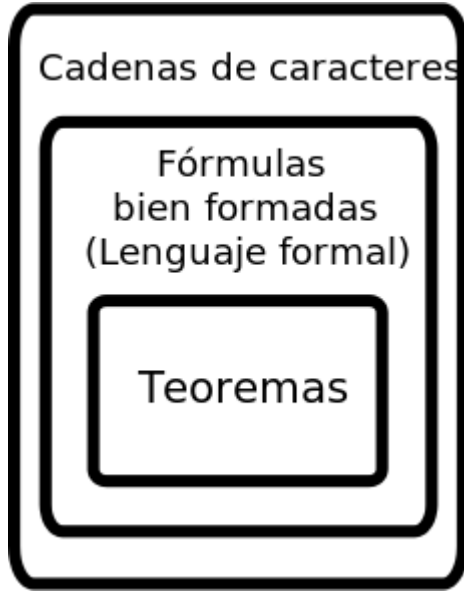 Cadenas de caracteres
Fórmulas
bien formadas
(Lenguaje formal)
Teoremas